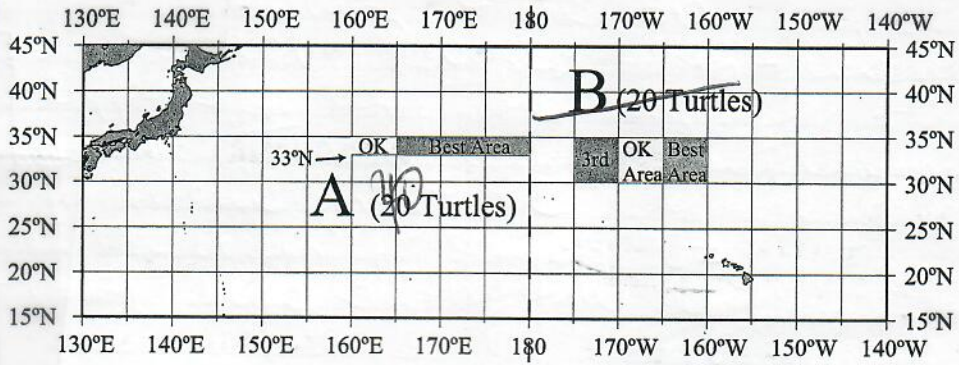 130ºE 140ºE 150ºE 160ºE 170ºE 180 170ºW 160ºW 150ºW 140ºW
45ºN 45ºN
40ºN B (20 Turtles) 40ºN
35ºN OK Best Area 3rd OK Area Best Area 35ºN
33ºN
30ºN 30ºN
A (20 Turtles) 40
25ºN 25ºN
20ºN 20ºN
15ºN 15ºN
130ºE 140ºE 150ºE 160ºE 170ºE 180 170ºW 160ºW 150ºW 140ºW